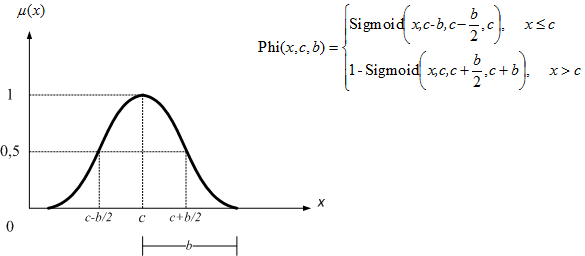 μ(x)
Phi(x,c,b) = { Sigmoid(x,c-b,c-b/2,c), x ≤ c
1-Sigmoid(x,c,c+b/2,c+b), x > c
1
0,5
0
c-b/2 c c+b/2 x
b